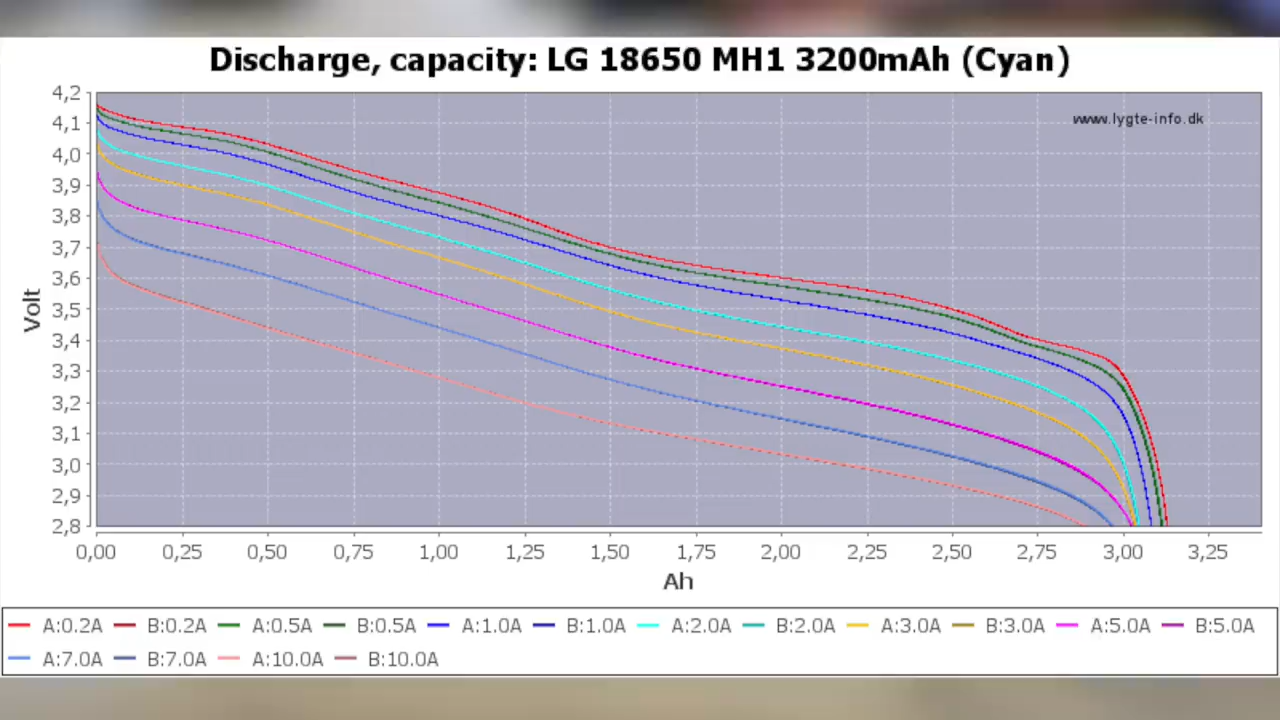 Discharge, capacity: LG 18650 MH1 3200mAh (Cyan)
4,2
wwww.lygte-info.dk
4,1
4,0
3,9
3,8
3,7
3,6
3,5
3,4
3,3
3,2
3,1
3,0
2,9
2,8
Volt
0,00 0,25 0,50 0,75 1,00 1,25 1,50 1,75 2,00 2,25 2,50 2,75 3,00 3,25
Ah
A:0.2A B:0.2A A:0.5A B:0.5A A:1.0A B:1.0A A:2.0A B:2.0A A:3.0A B:3.0A A:5.0A B:5.0A
A:7.0A B:7.0A A:10.0A B:10.0A